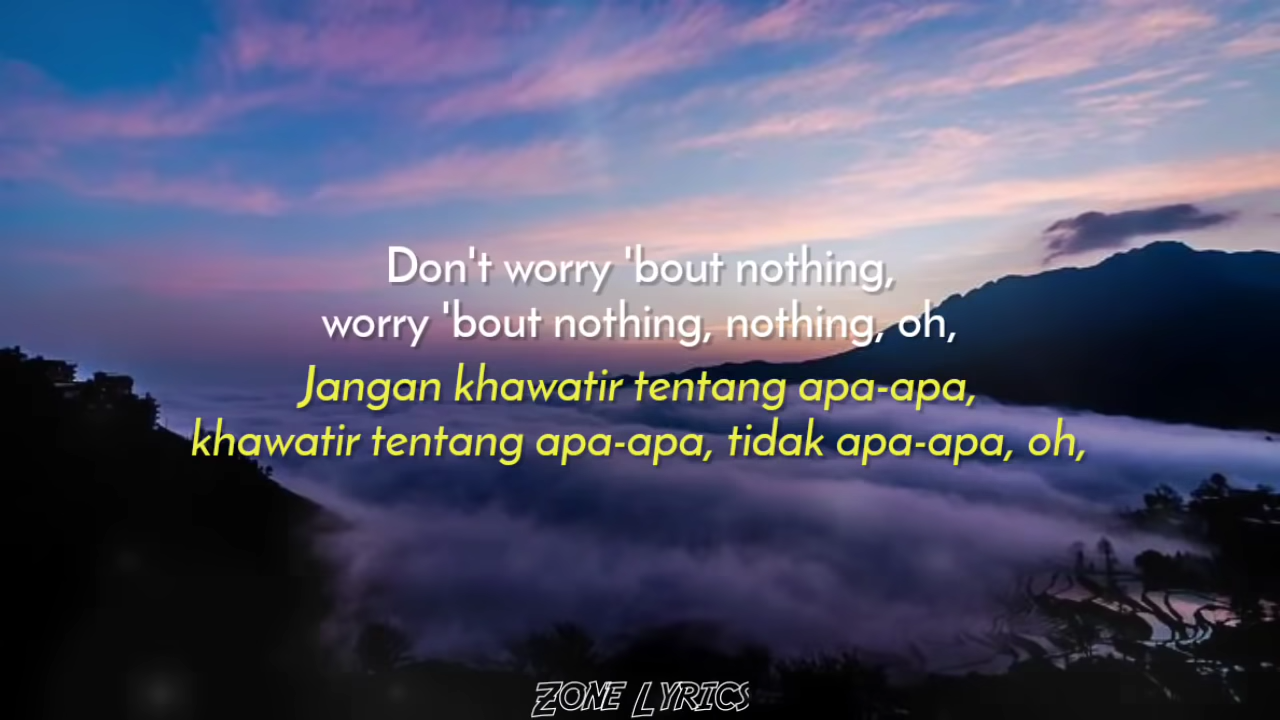 Don't worry 'bout nothing,
worry 'bout nothing, nothing, oh,
Jangan khawatir tentang apa-apa,
khawatir tentang apa-apa, tidak apa-apa, oh,
ZONE LYRICS